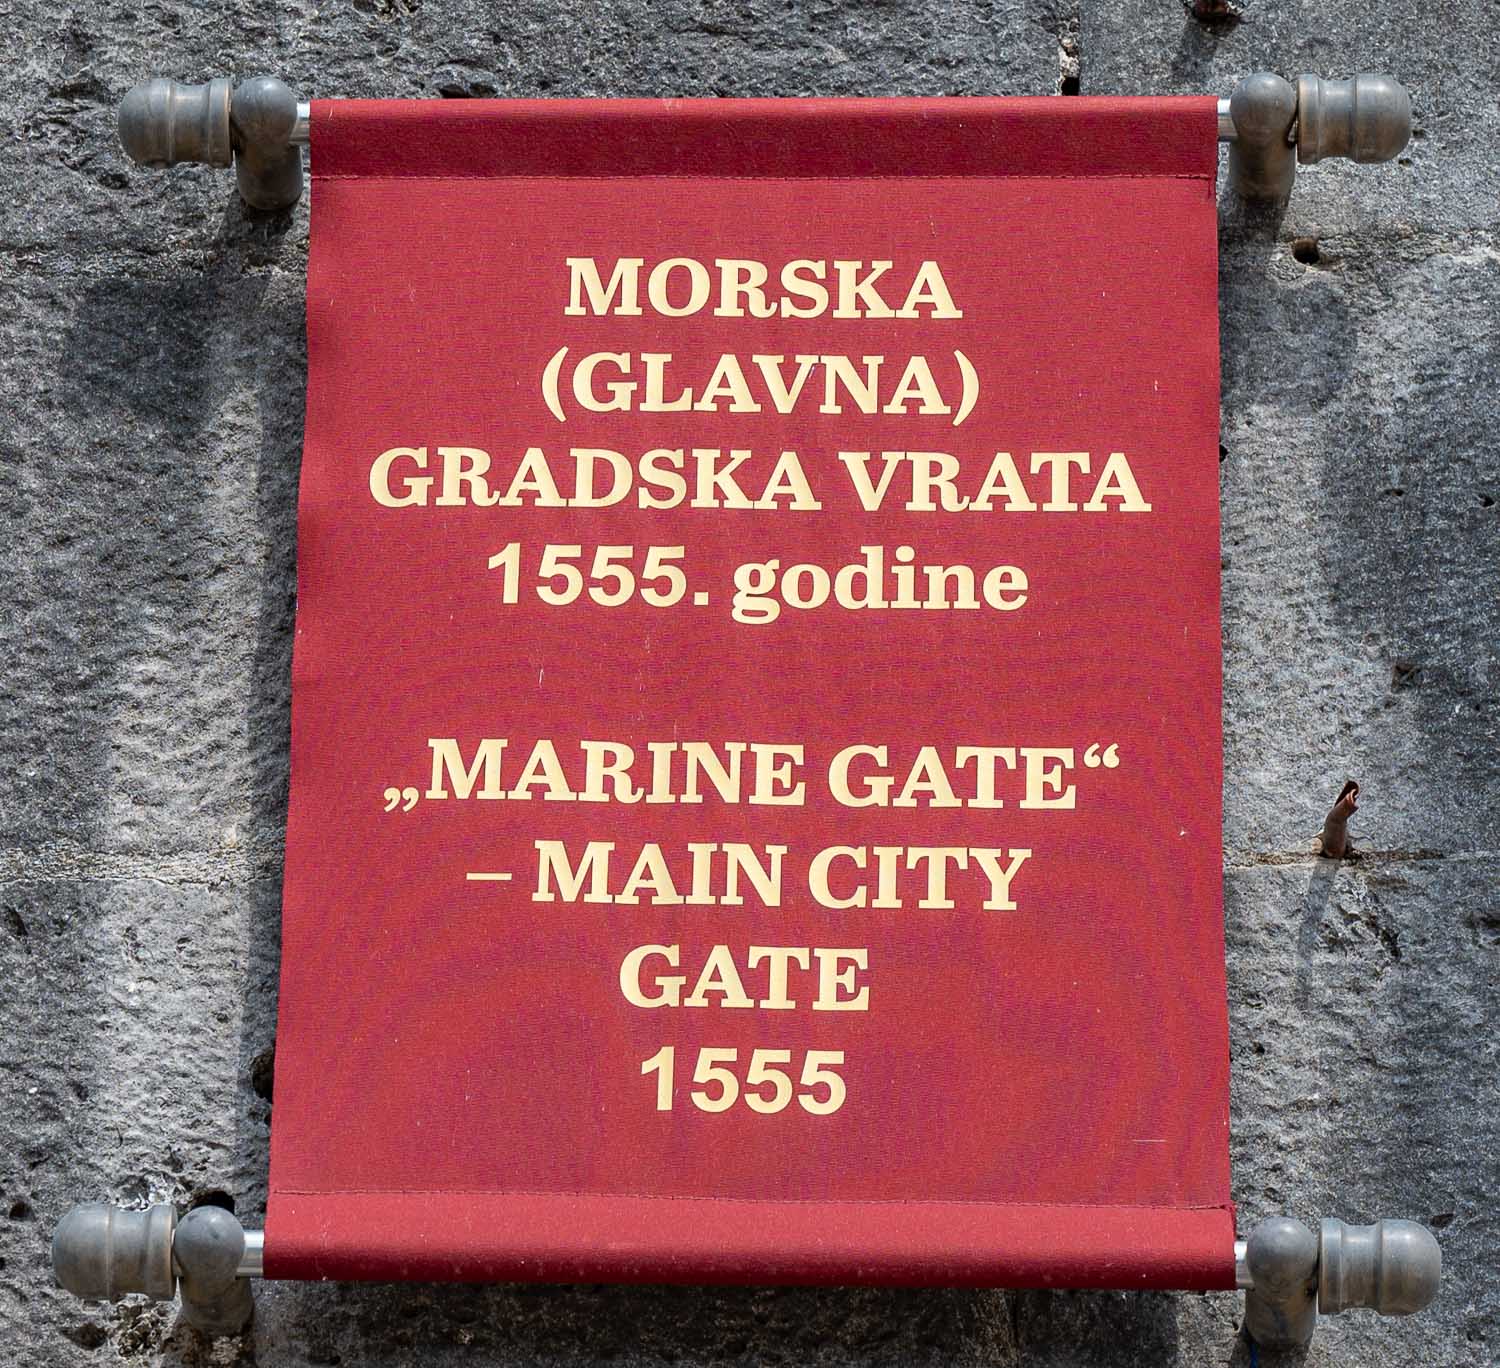 MORSKA
(GLAVNA)
GRADSKA VRATA
1555. godine
„MARINE GATE“
– MAIN CITY
GATE
1555